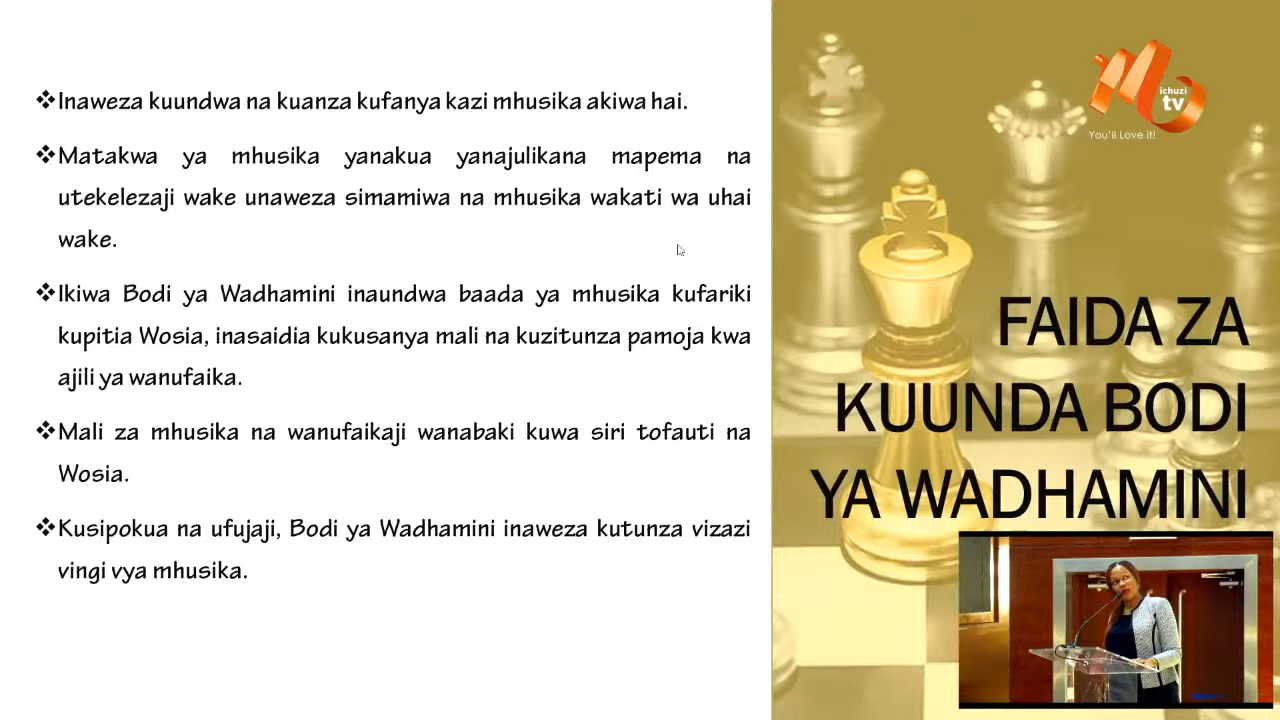 ❖Inaweza kuundwa na kuanza kufanya kazi mhusika akiwa hai.
❖Matakwa ya mhusika yanakua yanajulikana mapema na
utekelezaji wake unaweza simamiwa na mhusika wakati wa uhai
wake.
❖Ikiwa Bodi ya Wadhamini inaundwa baada ya mhusika kufariki
kupitia Wosia, inasaidia kukusanya mali na kuzitunza pamoja kwa
ajili ya wanufaika.
❖Mali za mhusika na wanufaikaji wanabaki kuwa siri tofauti na
Wosia.
❖Kusipokua na ufujaji, Bodi ya Wadhamini inaweza kutunza vizazi
vingi vya mhusika.
ichuzi
tv
You'll Love it!
FAIDA ZA
KUUNDA BODI
YA WADHAMINI